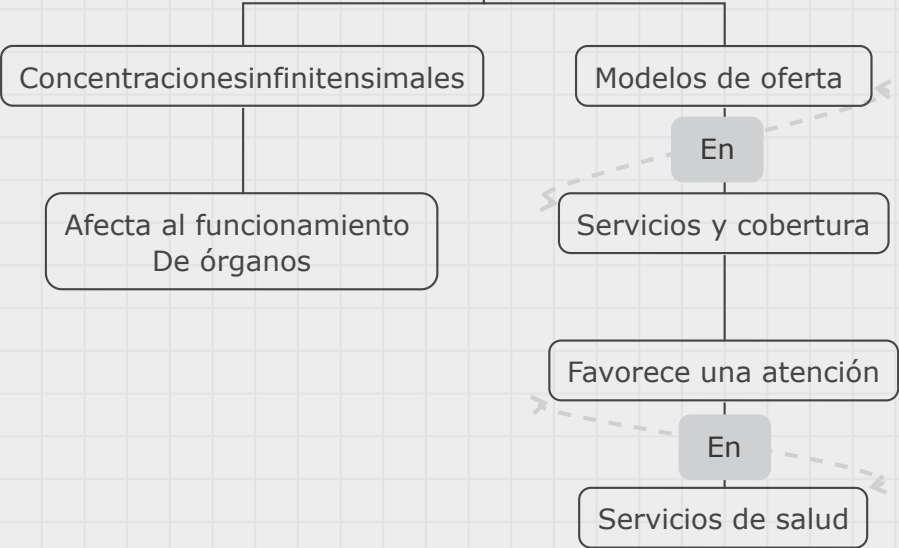 Concentracionesinfinitensimales
Modelos de oferta
En
Afecta al funcionamiento
De órganos
Servicios y cobertura
Favorece una atención
En
Servicios de salud